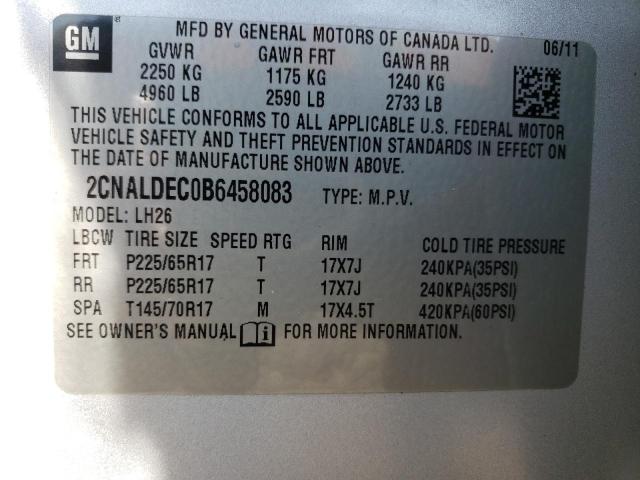 GM
MFD BY GENERAL MOTORS OF CANADA LTD. 06/11
GVWR GAWR FRT GAWR RR
2250 KG 1175 KG 1240 KG
4960 LB 2590 LB 2733 LB
THIS VEHICLE CONFORMS TO ALL APPLICABLE U.S. FEDERAL MOTOR
VEHICLE SAFETY AND THEFT PREVENTION STANDARDS IN EFFECT ON
THE DATE OF MANUFACTURE SHOWN ABOVE.
2CNALDEC0B6458083 TYPE: M.P.V.
MODEL: LH26
LBCW TIRE SIZE SPEED RTG RIM COLD TIRE PRESSURE
FRT P225/65R17 T 17X7J 240KPA(35PSI)
RR P225/65R17 T 17X7J 240KPA(35PSI)
SPA T145/70R17 M 17X4.5T 420KPA(60PSI)
SEE OWNER'S MANUAL i FOR MORE INFORMATION.